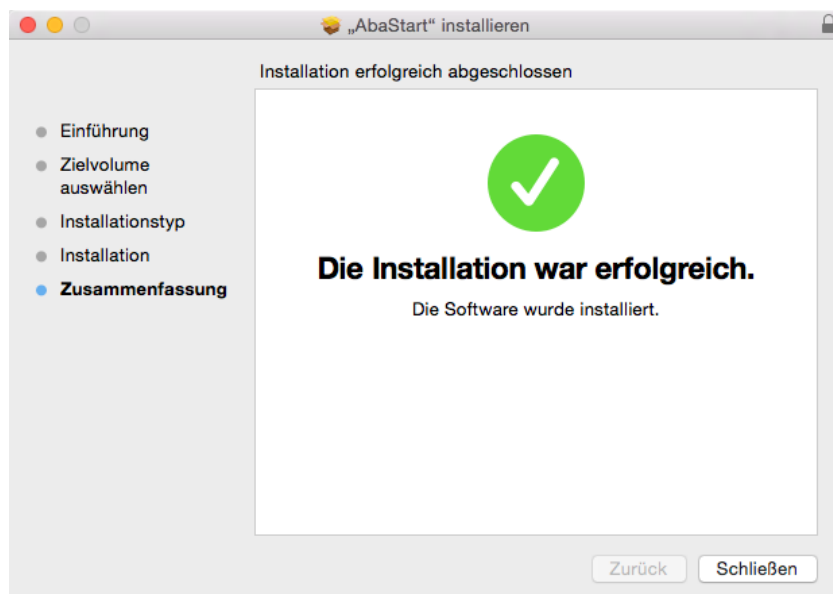 „AbaStart“ installieren
Installation erfolgreich abgeschlossen
Einführung
Zielvolume
auswählen
Installationstyp
Installation
Zusammenfassung
Die Installation war erfolgreich.
Die Software wurde installiert.
Zurück
Schließen